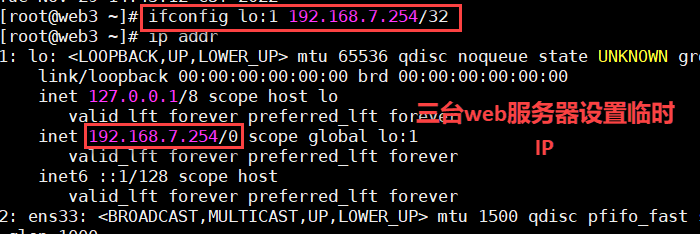 [root@web3 ~]# ifconfig lo:1 192.168.7.254/32
[root@web3 ~]# ip addr
1: lo: <LOOPBACK,UP,LOWER_UP> mtu 65536 qdisc noqueue state UNKNOWN
link/loopback 00:00:00:00:00:00 brd 00:00:00:00:00:00
inet 127.0.0.1/8 scope host lo
valid_lft forever preferred_lft forever
inet 192.168.7.254/0 scope global lo:1
valid_lft forever preferred_lft forever
inet6 ::1/128 scope host
valid_lft forever preferred_lft forever
2: ens33: <BROADCAST,MULTICAST,UP,LOWER_UP> mtu 1500 qdisc pfifo_fast
三台web服务器设置临时
IP